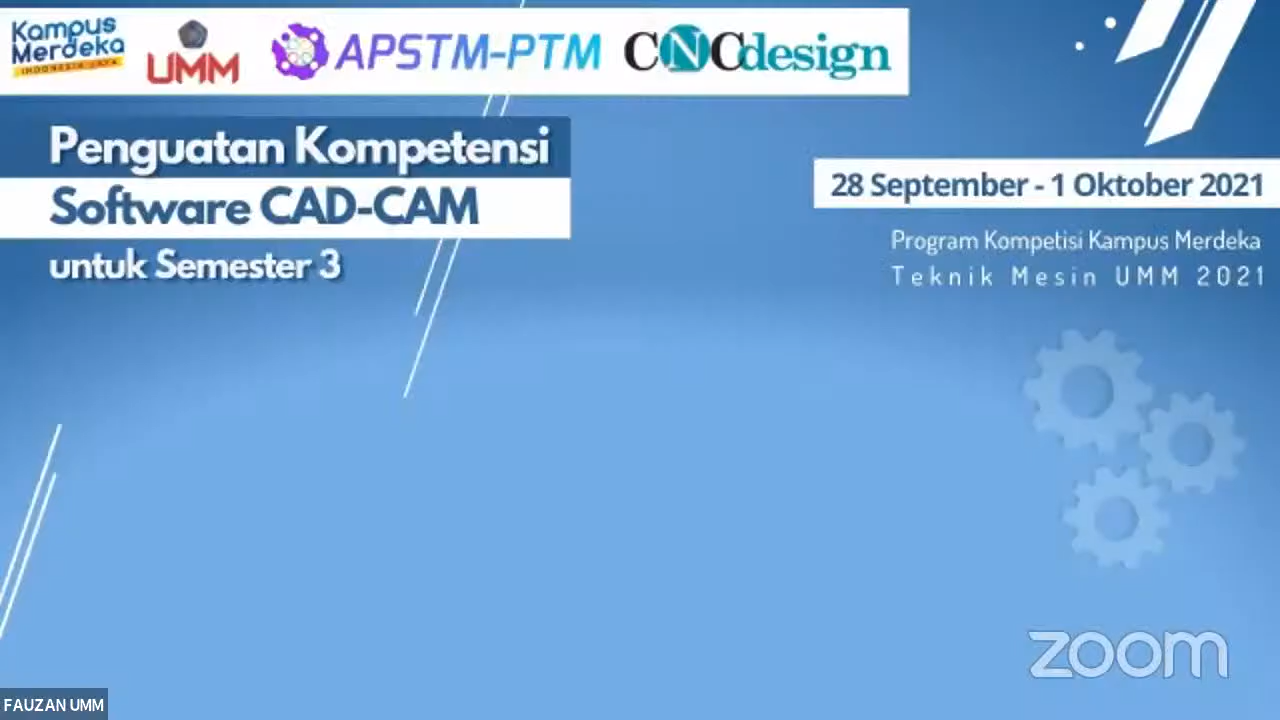 Kampus
Merdeka
INDONESIA JAYA
UMM
APSTM-PTM
CNCdesign
Penguatan Kompetensi
Software CAD-CAM
untuk Semester 3
28 September - 1 Oktober 2021
Program Kompetisi Kampus Merdeka
Teknik Mesin UMM 2021
zoom
FAUZAN UMM